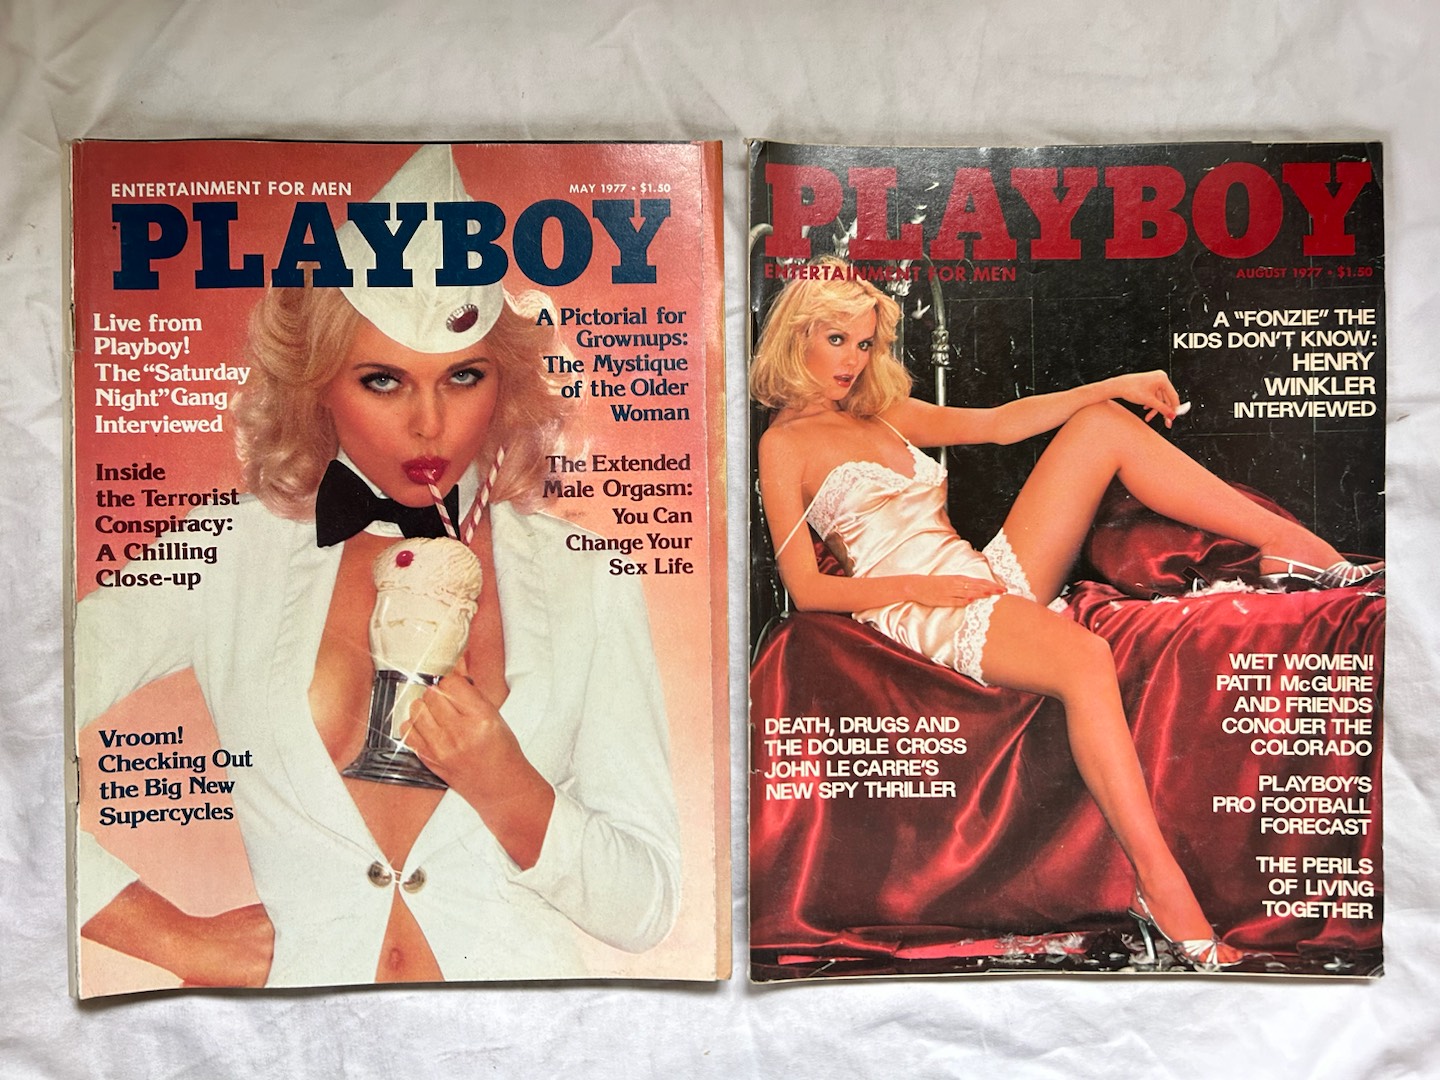 ENTERTAINMENT FOR MEN
MAY 1977 • $1.50
PLAYBOY
Live from
Playboy!
The "Saturday
Night" Gang
Interviewed
Inside
the Terrorist
Conspiracy:
A Chilling
Close-up
Vroom!
Checking Out
the Big New
Supercycles
A Pictorial for
Grownups:
The Mystique
of the Older
Woman
The Extended
Male Orgasm:
You Can
Change Your
Sex Life
PLAYBOY
ENTERTAINMENT FOR MEN
AUGUST 1977 • $1.50
A "FONZIE" THE
KIDS DON'T KNOW:
HENRY
WINKLER
INTERVIEWED
DEATH, DRUGS AND
THE DOUBLE CROSS
JOHN LE CARRE'S
NEW SPY THRILLER
WET WOMEN!
PATTI McGUIRE
AND FRIENDS
CONQUER THE
COLORADO
PLAYBOY'S
PRO FOOTBALL
FORECAST
THE PERILS
OF LIVING
TOGETHER